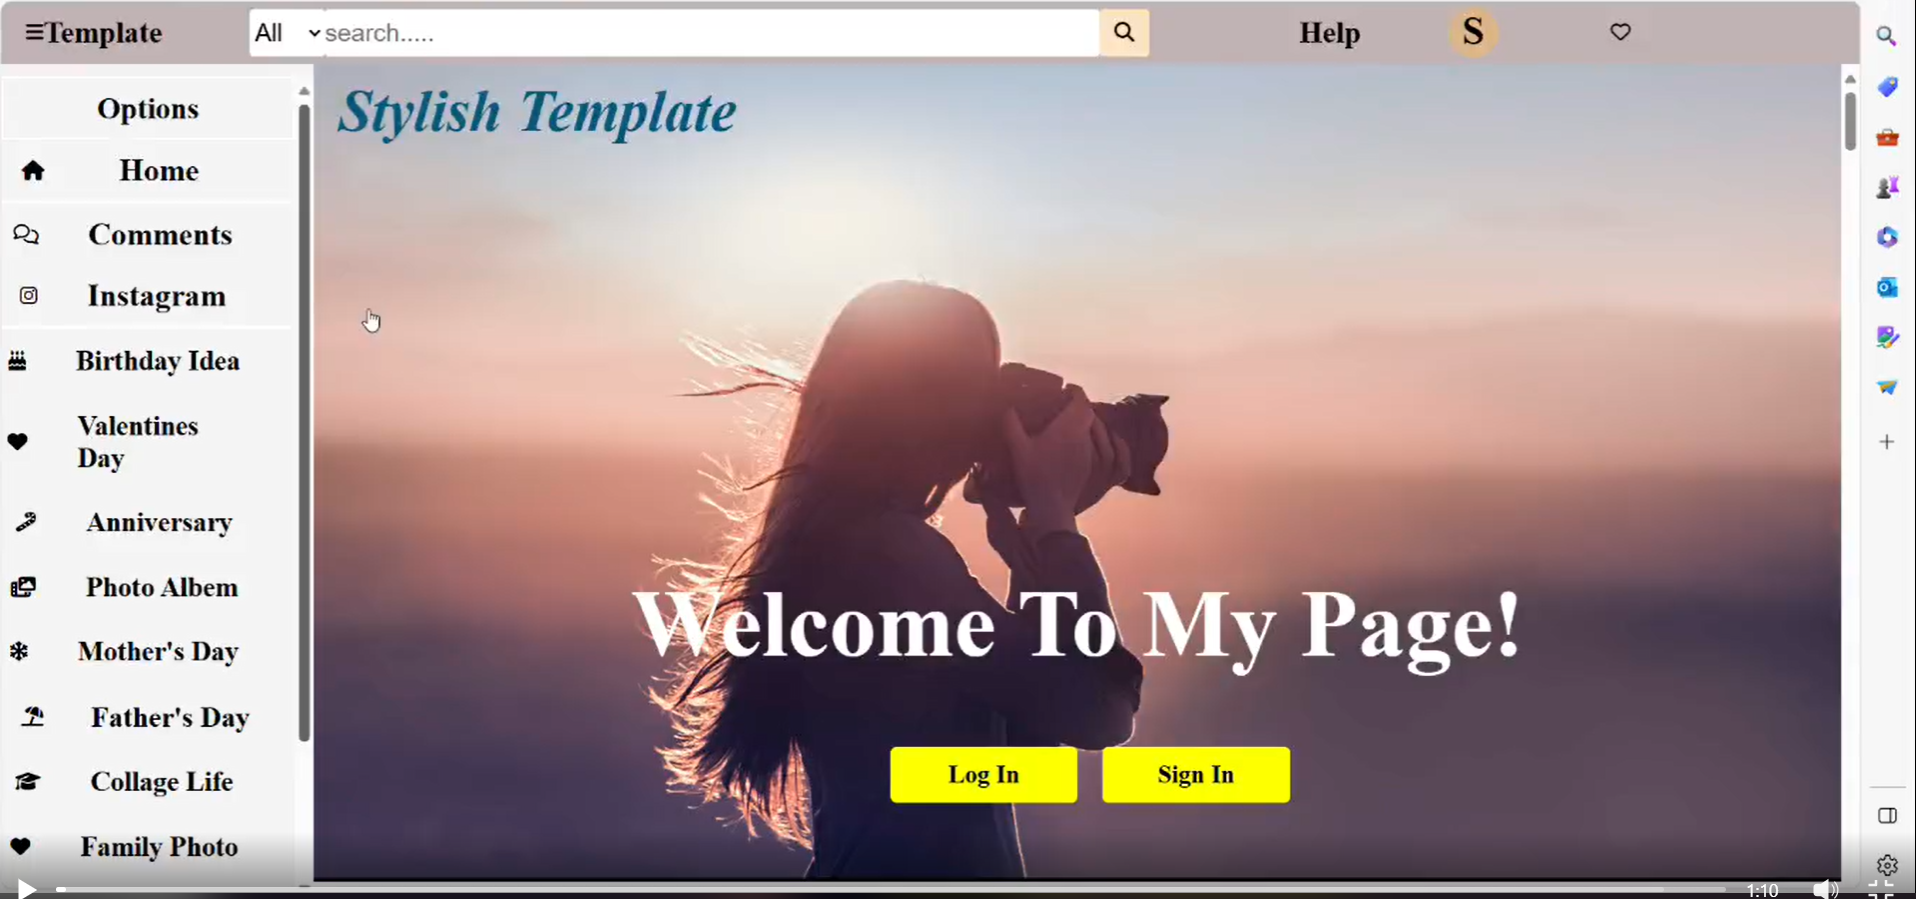 Template
All
search.....
Help
S
Options
Home
Comments
Instagram
Birthday Idea
Valentines
Day
Anniversary
Photo Albem
Mother's Day
Father's Day
Collage Life
Family Photo
Stylish Template
Welcome To My Page!
Log In
Sign In
1:10